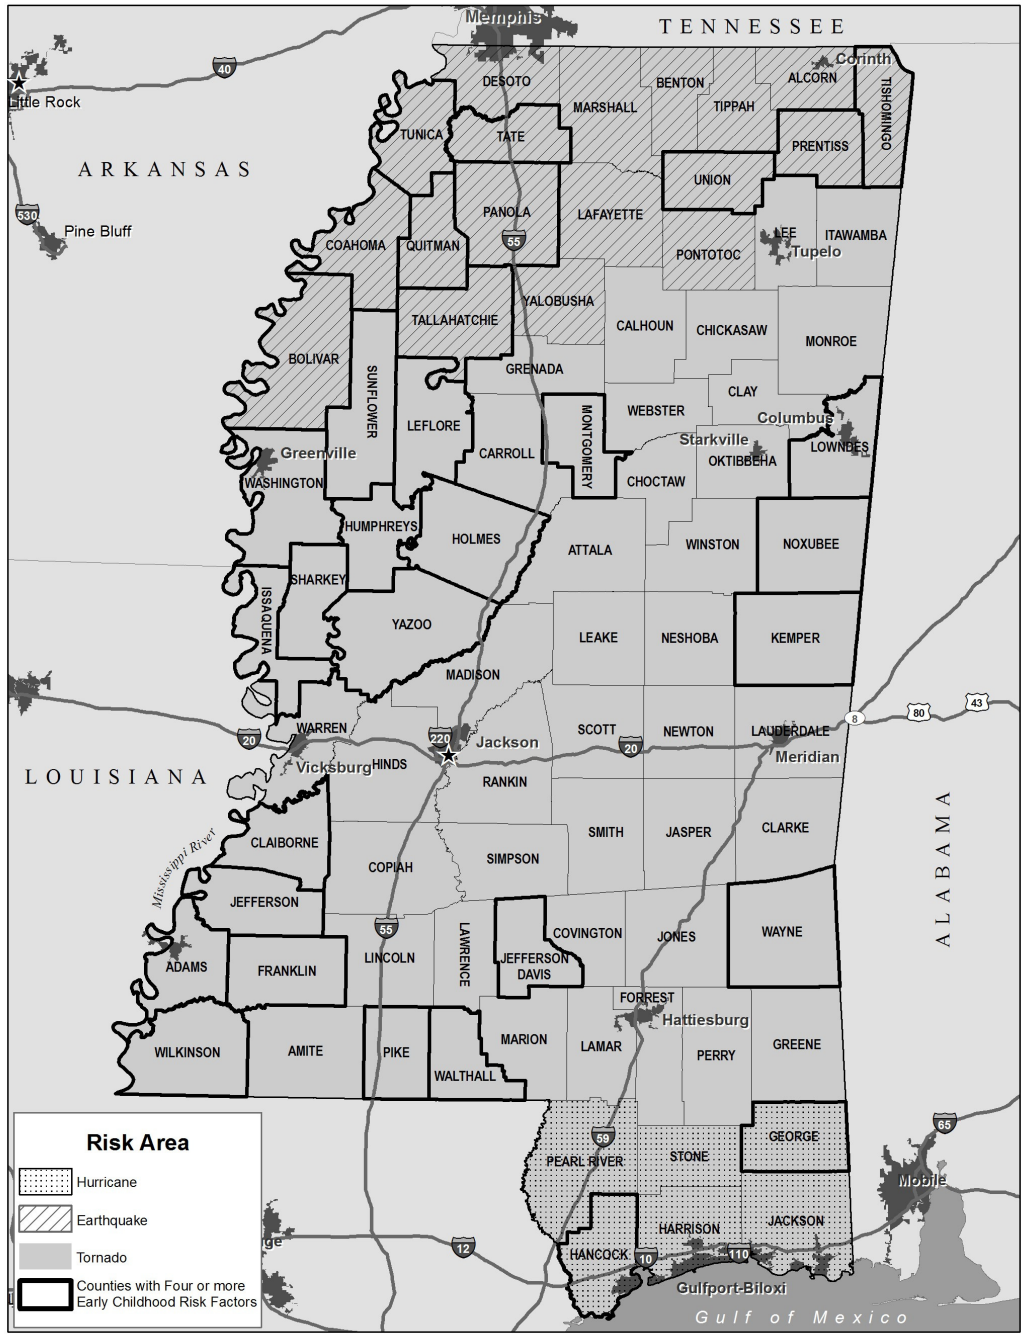 Memphis
TENNESSEE
40
Little Rock
Corinth
DESOTO
BENTON
ALCORN
TISHOMINGO
MARSHALL
TIPPAH
TUNICA
TATE
PRENTISS
ARKANSAS
UNION
530
Pine Bluff
PANOLA
LAFAYETTE
LEE
ITAWAMBA
COAHOMA
QUITMAN
55
PONTOTOC
Tupelo
YALOBUSHA
TALLAHATCHIE
CALHOUN
CHICKASAW
MONROE
BOLIVAR
SUNFLOWER
GRENADA
CLAY
WEBSTER
Columbus
LEFLORE
MONTGOMERY
Starkville
LOWNDES
Greenville
CARROLL
OKTIBBEHA
WASHINGTON
CHOCTAW
HUMPHREYS
HOLMES
ATTALA
WINSTON
NOXUBEE
SHARKEY
ISSAQUENA
YAZOO
LEAKE
NESHOBA
KEMPER
MADISON
43
80
8
WARREN
220
Jackson
SCOTT
NEWTON
LAUDERDALE
20
20
Meridian
Vicksburg
HINDS
LOUISIANA
RANKIN
ALABAMA
CLAIBORNE
SMITH
JASPER
CLARKE
Mississippi River
COPIAH
SIMPSON
JEFFERSON
55
LAWRENCE
COVINGTON
JONES
WAYNE
ADAMS
FRANKLIN
LINCOLN
JEFFERSON
DAVIS
FORREST
Hattiesburg
WILKINSON
AMITE
PIKE
WALTHALL
MARION
LAMAR
PERRY
GREENE
65
59
GEORGE
PEARL RIVER
STONE
Mobile
HARRISON
JACKSON
HANCOCK
10
110
12
Gulfport-Biloxi
Gulf of Mexico
ge
Risk Area
Hurricane
Earthquake
Tornado
Counties with Four or more
Early Childhood Risk Factors